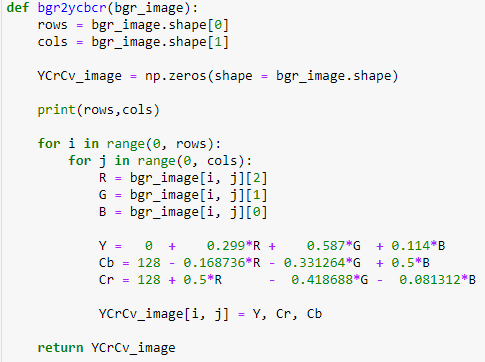 def bgr2ycbcr(bgr_image):
    rows = bgr_image.shape[0]
    cols = bgr_image.shape[1]
    YCrCv_image = np.zeros(shape = bgr_image.shape)
    print(rows,cols)
    for i in range(0, rows):
        for j in range(0, cols):
            R = bgr_image[i, j][2]
            G = bgr_image[i, j][1]
            B = bgr_image[i, j][0]
            Y =   0  +    0.299*R +    0.587*G  + 0.114*B
            Cb = 128 - 0.168736*R - 0.331264*G  + 0.5*B
            Cr = 128 + 0.5*R      -  0.418688*G -  0.081312*B
            YCrCv_image[i, j] = Y, Cr, Cb
    return YCrCv_image